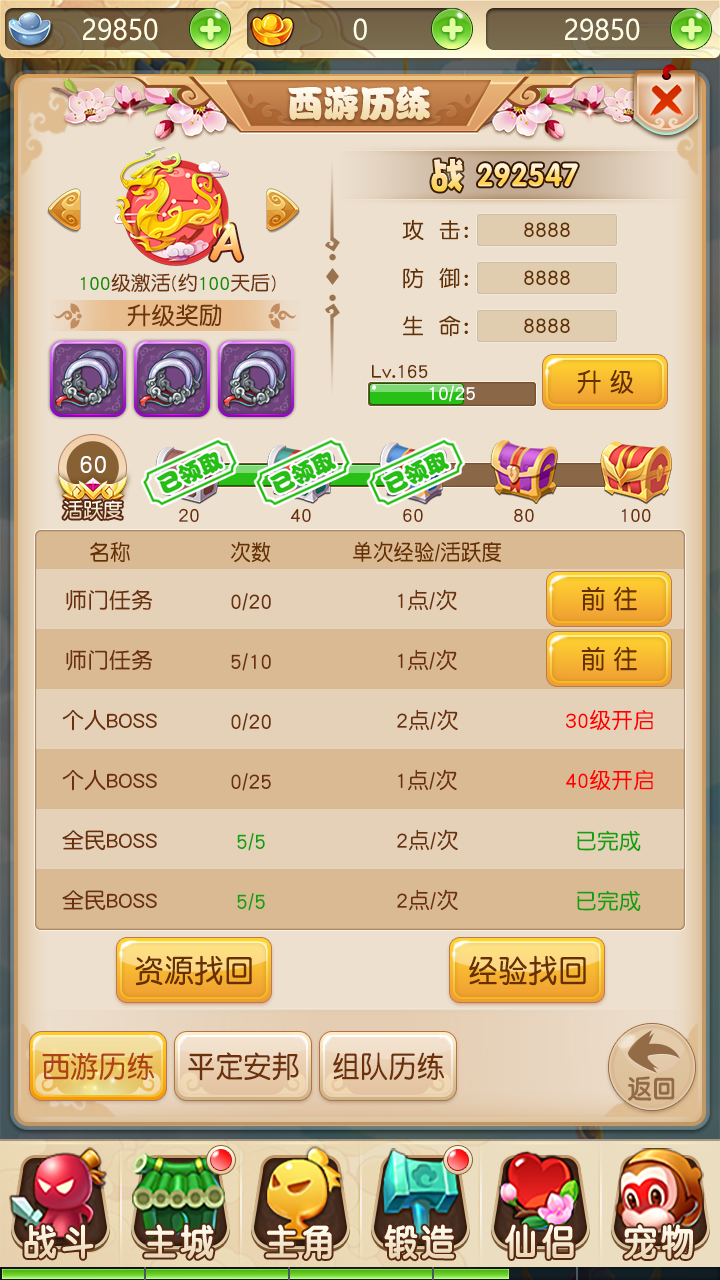 29850 0 29850
西游历练
A
100级激活(约100天后)
升级奖励
战 292547
攻 击: 8888
防 御: 8888
生 命: 8888
Lv.165
10/25
升 级
60
活跃度
已领取 已领取 已领取
20 40 60 80 100
名称 次数 单次经验/活跃度
师门任务 0/20 1点/次 前 往
师门任务 5/10 1点/次 前 往
个人BOSS 0/20 2点/次 30级开启
个人BOSS 0/25 1点/次 40级开启
全民BOSS 5/5 2点/次 已完成
全民BOSS 5/5 2点/次 已完成
资源找回 经验找回
西游历练 平定安邦 组队历练 返回
战斗 主城 主角 锻造 仙侣 宠物